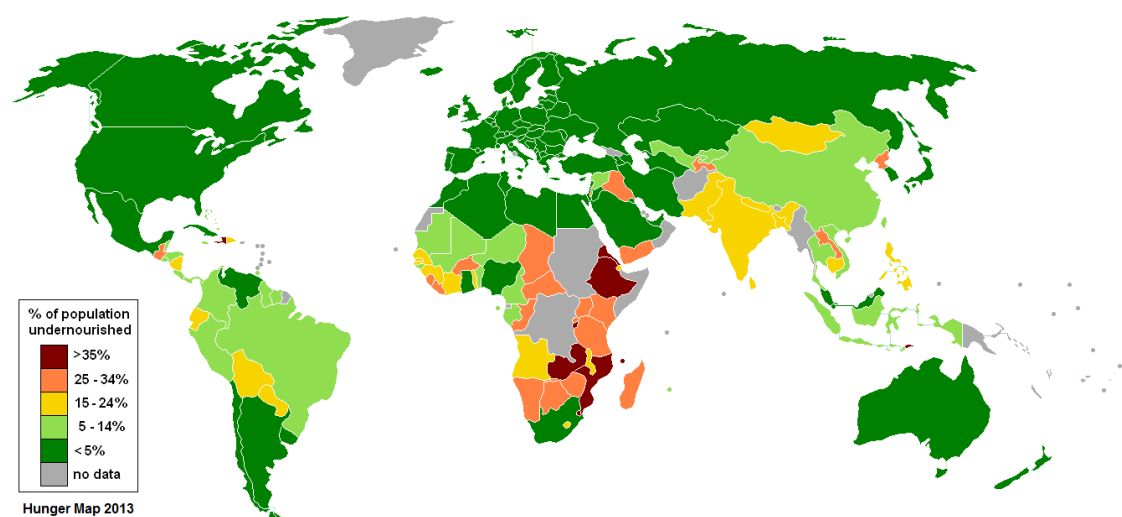 % of population
undernourished
>35%
25 - 34%
15 - 24%
5 - 14%
<5%
no data
Hunger Map 2013